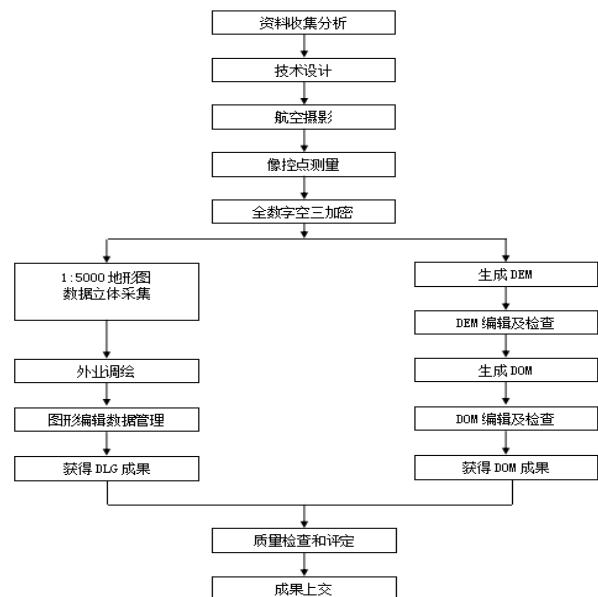 资料收集分析
技术设计
航空摄影
像控点测量
全数字空三加密
1:5000 地形图
数据立体采集
外业调绘
图形编辑数据管理
获得 DLG 成果
生成 DEM
DEM 编辑及检查
生成 DOM
DOM 编辑及检查
获得 DOM 成果
质量检查和评定
成果上交